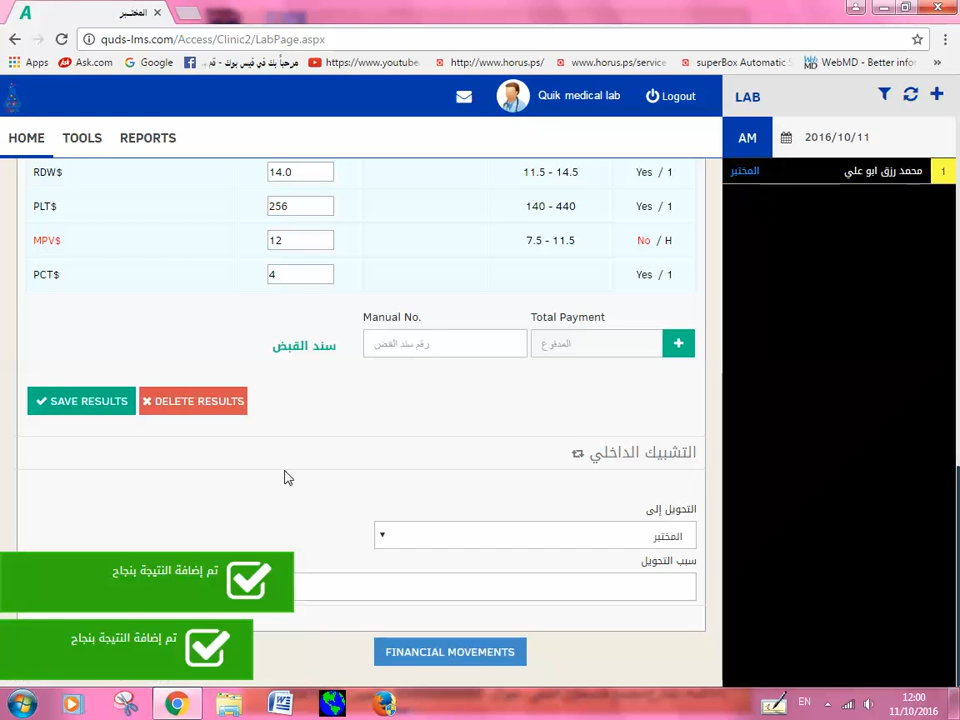 المختبر
quds-lms.com/Access/Clinic2/LabPage.aspx
Apps Ask.com Google مرحباً بك في فيس بوك - قم https://www.youtube http://www.horus.ps/ www.horus.ps/service superBox Automatic S WebMD - Better infor »
Quik medical lab Logout LAB
HOME TOOLS REPORTS AM 2016/10/11
المختبر محمد رزق ابو علي 1
RDW$ 14.0 11.5 - 14.5 Yes / 1
PLT$ 256 140 - 440 Yes / 1
MPV$ 12 7.5 - 11.5 No / H
PCT$ 4 Yes / 1
Manual No. Total Payment
سند القبض رقم سند القبض المدفوع
SAVE RESULTS DELETE RESULTS
التشبيك الداخلي
التحويل إلى
المختبر
سبب التحويل
تم إضافة النتيجة بنجاح
تم إضافة النتيجة بنجاح
FINANCIAL MOVEMENTS
EN 12:00
11/10/2016